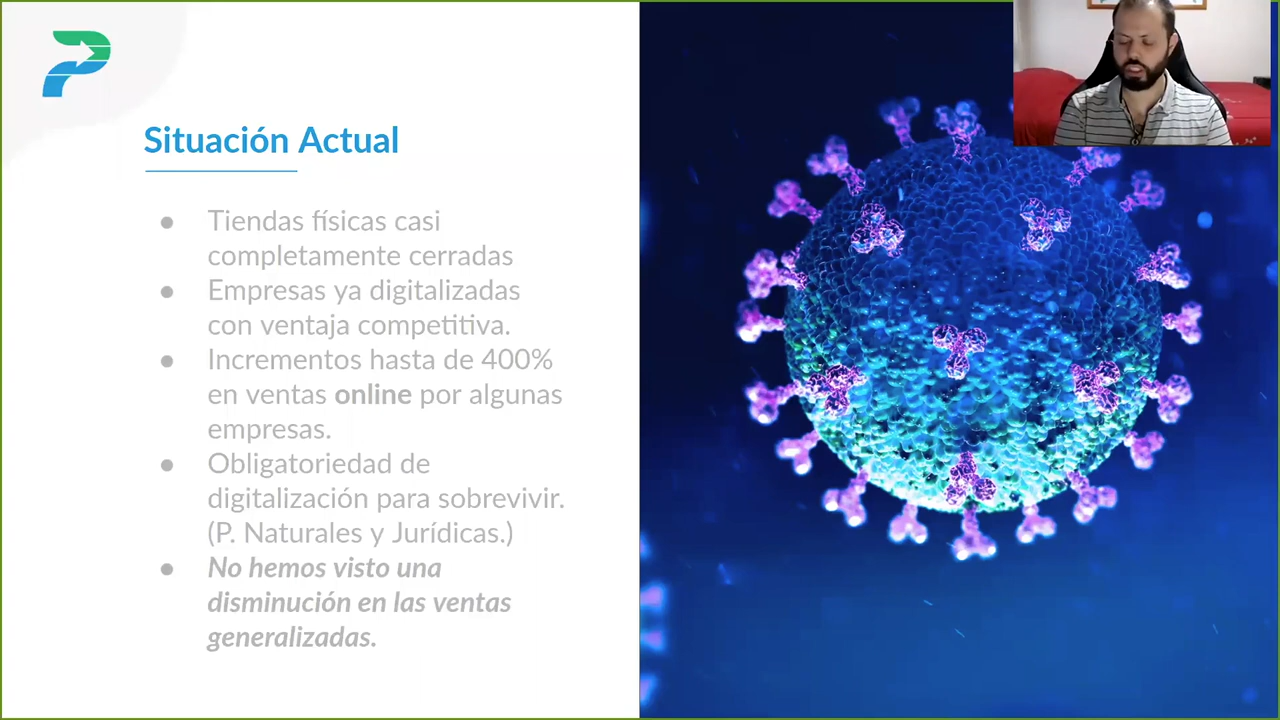 Situación Actual
● Tiendas físicas casi
completamente cerradas
● Empresas ya digitalizadas
con ventaja competitiva.
● Incrementos hasta de 400%
en ventas online por algunas
empresas.
● Obligatoriedad de
digitalización para sobrevivir.
(P. Naturales y Jurídicas.)
● No hemos visto una
disminución en las ventas
generalizadas.